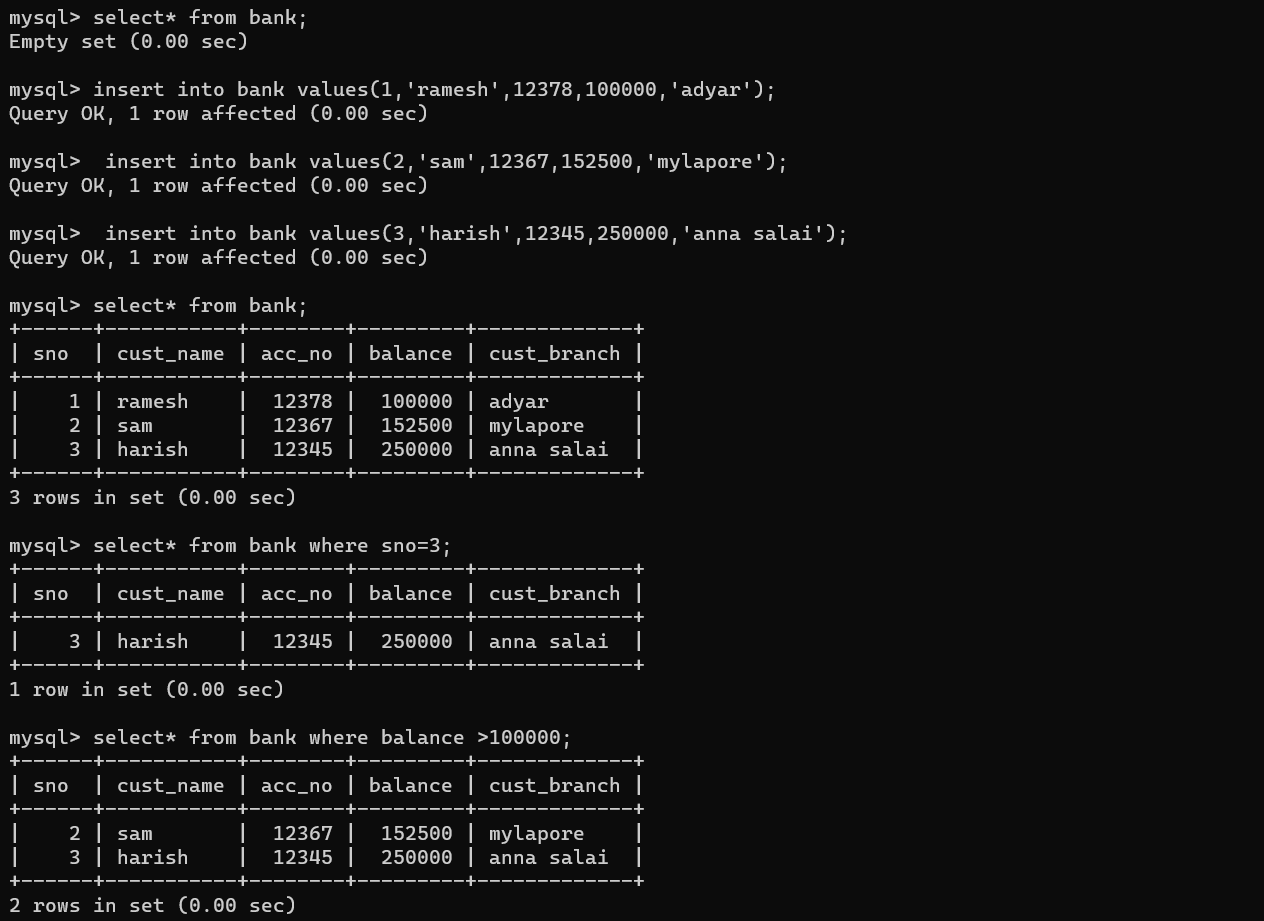 mysql> select* from bank;
Empty set (0.00 sec)

mysql> insert into bank values(1,'ramesh',12378,100000,'adyar');
Query OK, 1 row affected (0.00 sec)

mysql>  insert into bank values(2,'sam',12367,152500,'mylapore');
Query OK, 1 row affected (0.00 sec)

mysql>  insert into bank values(3,'harish',12345,250000,'anna salai');
Query OK, 1 row affected (0.00 sec)

mysql> select* from bank;
+------+-----------+--------+---------+-------------+
| sno  | cust_name | acc_no | balance | cust_branch |
+------+-----------+--------+---------+-------------+
|    1 | ramesh    |  12378 |  100000 | adyar       |
|    2 | sam       |  12367 |  152500 | mylapore    |
|    3 | harish    |  12345 |  250000 | anna salai  |
+------+-----------+--------+---------+-------------+
3 rows in set (0.00 sec)

mysql> select* from bank where sno=3;
+------+-----------+--------+---------+-------------+
| sno  | cust_name | acc_no | balance | cust_branch |
+------+-----------+--------+---------+-------------+
|    3 | harish    |  12345 |  250000 | anna salai  |
+------+-----------+--------+---------+-------------+
1 row in set (0.00 sec)

mysql> select* from bank where balance >100000;
+------+-----------+--------+---------+-------------+
| sno  | cust_name | acc_no | balance | cust_branch |
+------+-----------+--------+---------+-------------+
|    2 | sam       |  12367 |  152500 | mylapore    |
|    3 | harish    |  12345 |  250000 | anna salai  |
+------+-----------+--------+---------+-------------+
2 rows in set (0.00 sec)